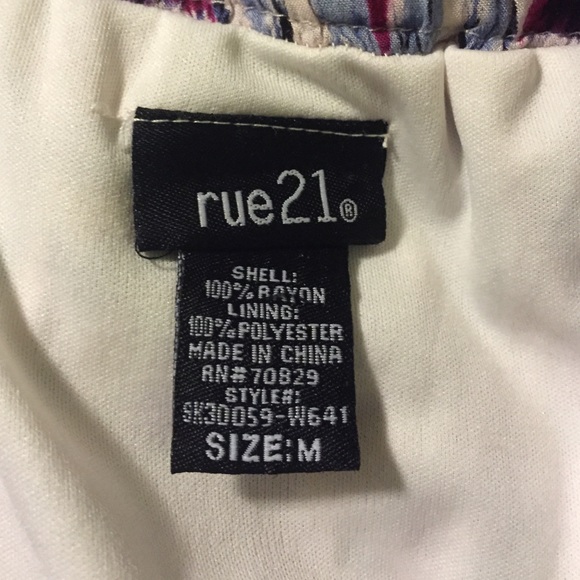 rue21®
SHELL:
100% RAYON
LINING:
100% POLYESTER
MADE IN CHINA
RN# 70829
STYLE#:
SK30059-W641
SIZE: M